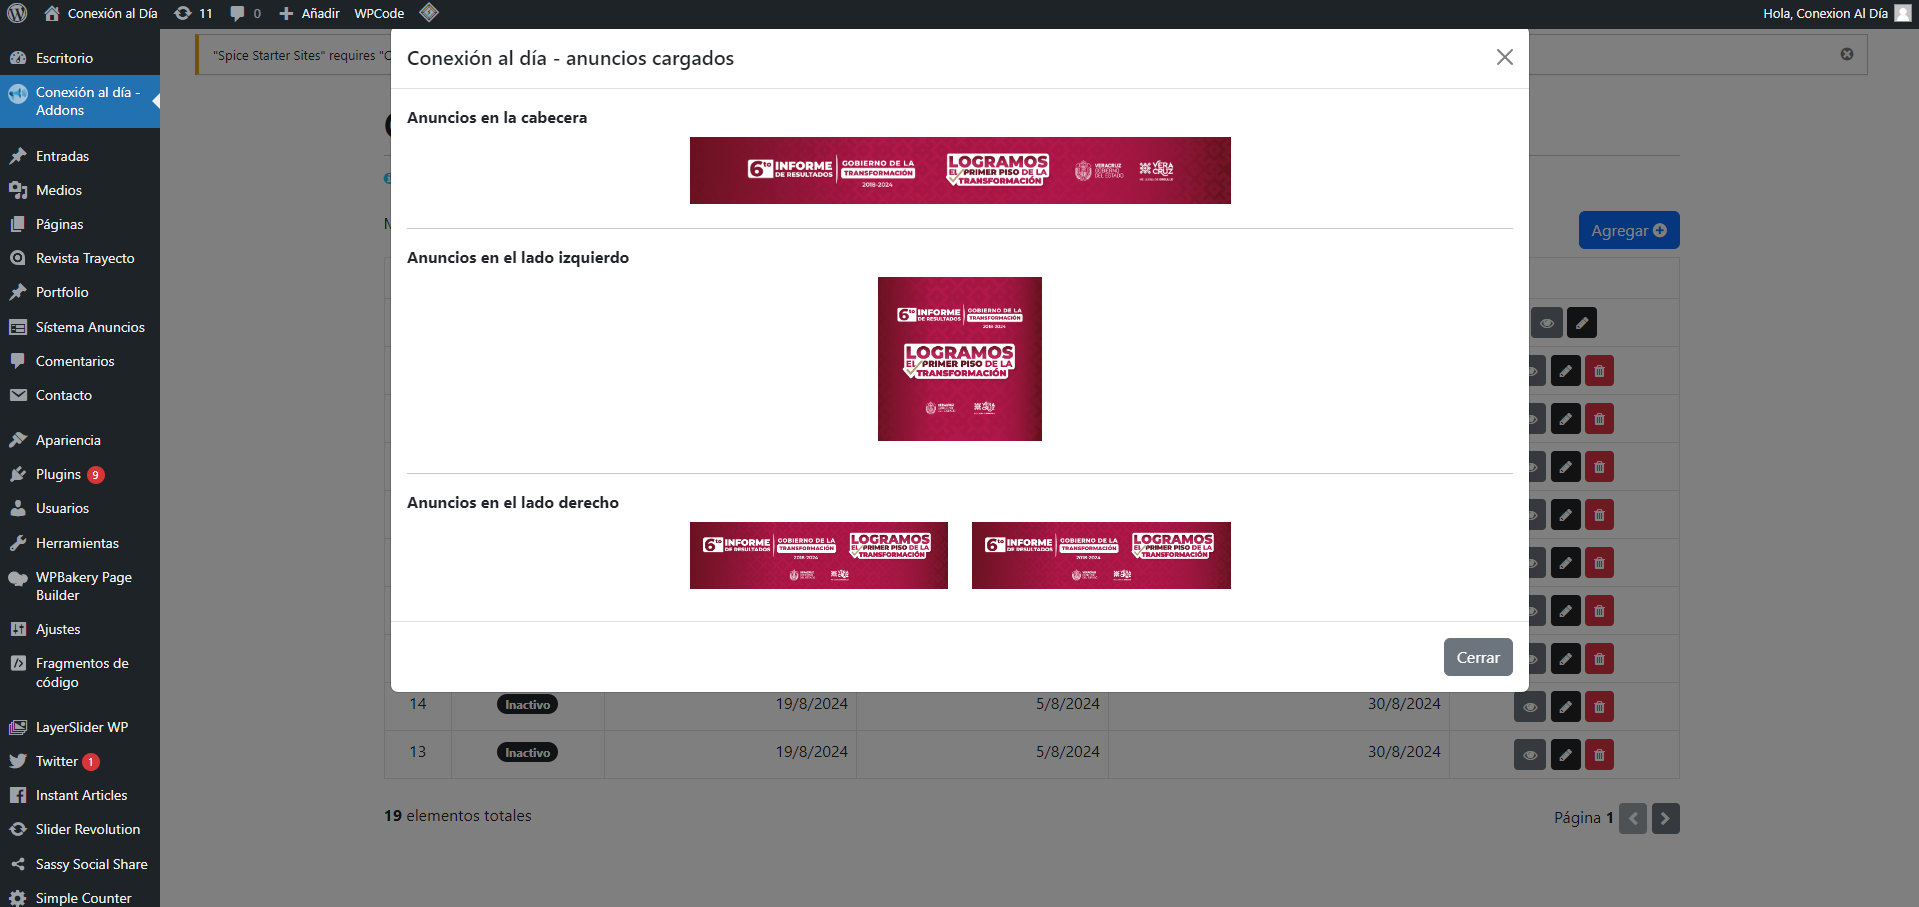 Conexión al Día
11
0
Añadir
WPCode
Hola, Conexion Al Día
Escritorio
Conexión al día -
Addons
Entradas
Medios
Páginas
Revista Trayecto
Portfolio
Sístema Anuncios
Comentarios
Contacto
Apariencia
Plugins 9
Usuarios
Herramientas
WPBakery Page
Builder
Ajustes
Fragmentos de
código
LayerSlider WP
Twitter 1
Instant Articles
Slider Revolution
Sassy Social Share
Simple Counter
"Spice Starter Sites" requires "C
Conexión al día - anuncios cargados
Anuncios en la cabecera
6to INFORME
DE RESULTADOS
GOBIERNO DE LA
TRANSFORMACIÓN
2018-2024
LOGRAMOS
EL PRIMER PISO DE LA
TRANSFORMACIÓN
VERACRUZ
GOBIERNO
DEL ESTADO
VERA
CRUZ
Anuncios en el lado izquierdo
6to INFORME
DE RESULTADOS
GOBIERNO DE LA
TRANSFORMACIÓN
2018-2024
LOGRAMOS
EL PRIMER PISO DE LA
TRANSFORMACIÓN
Anuncios en el lado derecho
6to INFORME
DE RESULTADOS
GOBIERNO DE LA
TRANSFORMACIÓN
2018-2024
LOGRAMOS
EL PRIMER PISO DE LA
TRANSFORMACIÓN
6to INFORME
DE RESULTADOS
GOBIERNO DE LA
TRANSFORMACIÓN
2018-2024
LOGRAMOS
EL PRIMER PISO DE LA
TRANSFORMACIÓN
Cerrar
Agregar
14 Inactivo 19/8/2024 5/8/2024 30/8/2024
13 Inactivo 19/8/2024 5/8/2024 30/8/2024
19 elementos totales
Página 1